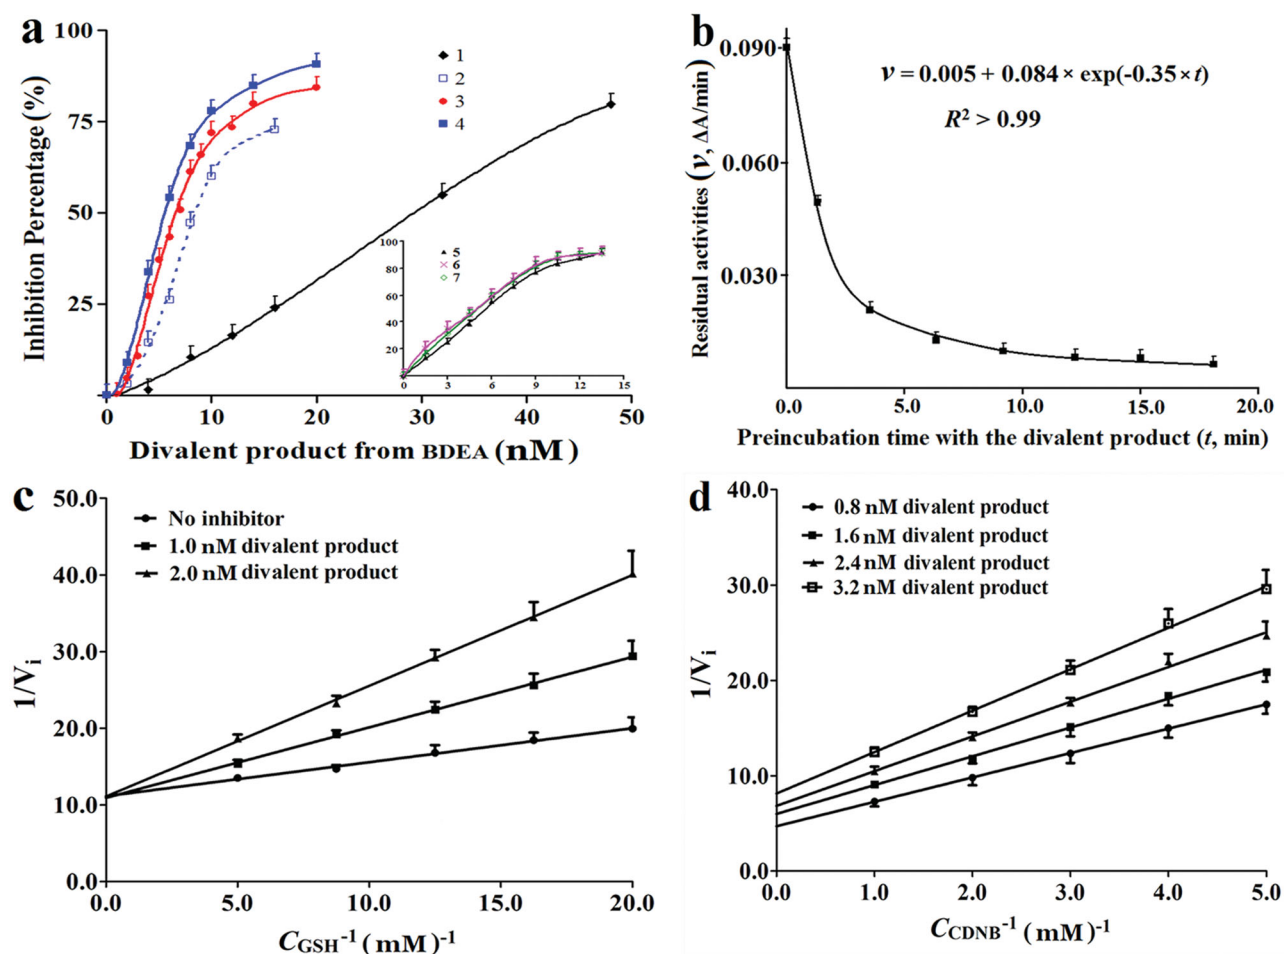 a
Inhibition Percentage (%)
100
75
50
25
0
10
20
30
40
50
1
2
3
4
100
80
60
40
20
5
6
7
0
3
6
9
12
15
Divalent product from BDEA (nM)
b
Residual activities (v, ΔA/min)
0.090
0.060
0.030
v = 0.005 + 0.084 × exp(-0.35×t)
R² > 0.99
0.0
5.0
10.0
15.0
20.0
Preincubation time with the divalent product (t, min)
c
1/Vᵢ
50.0
40.0
30.0
20.0
10.0
0.0
No inhibitor
1.0 nM divalent product
2.0 nM divalent product
0.0
5.0
10.0
15.0
20.0
C_GSH⁻¹ (mM)⁻¹
d
1/Vᵢ
40.0
30.0
20.0
10.0
0.0
0.8 nM divalent product
1.6 nM divalent product
2.4 nM divalent product
3.2 nM divalent product
0.0
1.0
2.0
3.0
4.0
5.0
C_CDNB⁻¹ (mM)⁻¹